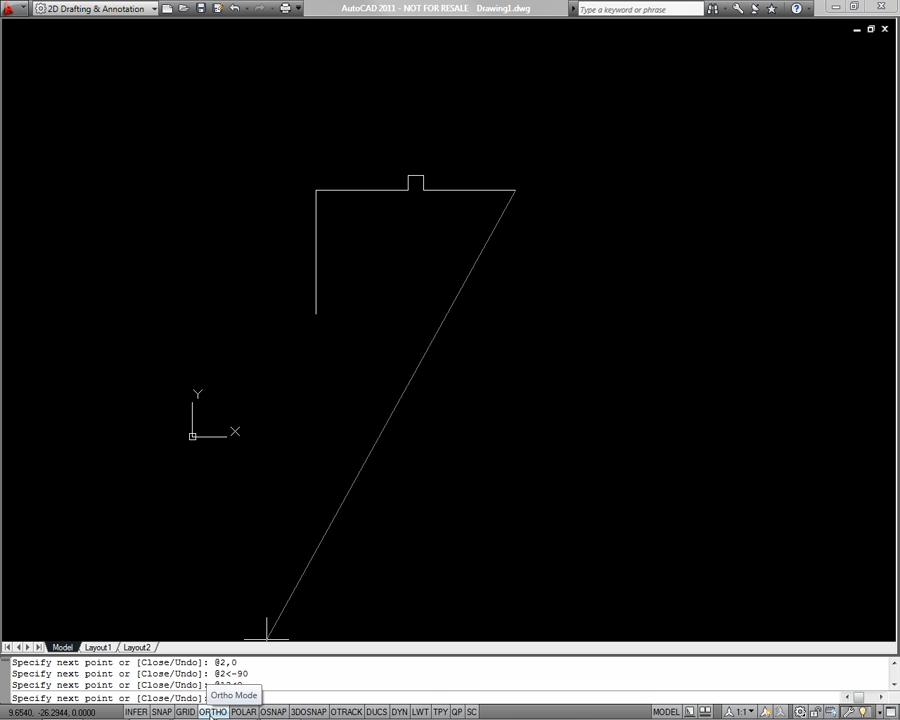 2D Drafting & Annotation AutoCAD 2011 - NOT FOR RESALE Drawing1.dwg Type a keyword or phrase
Y
X
Model Layout1 Layout2
Specify next point or [Close/Undo]: @2,0
Specify next point or [Close/Undo]: @2<-90
Specify next point or [Close/Undo]:
Ortho Mode
Specify next point or [Close/Undo]:
9.6540, -26.2944, 0.0000 INFER SNAP GRID ORTHO POLAR OSNAP 3DOSNAP OTRACK DUCS DYN LWT TPY QP SC MODEL 1:1